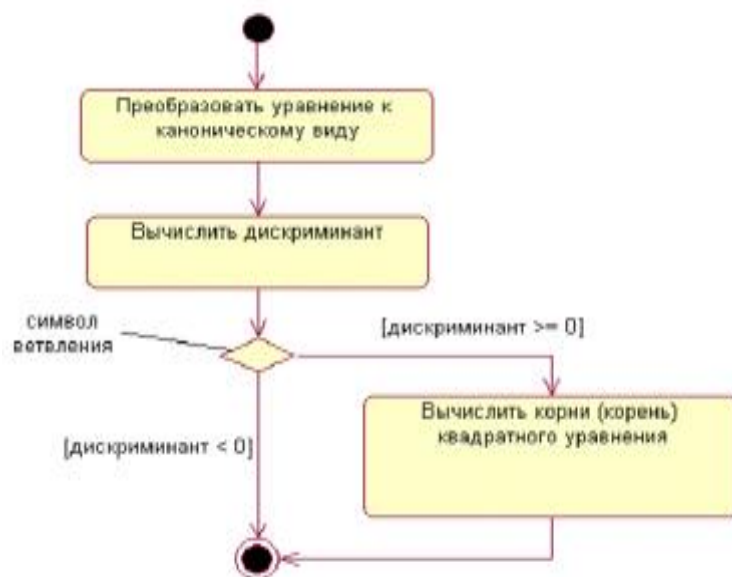 Преобразовать уравнение к
каноническому виду
Вычислить дискриминант
символ
ветвления
[дискриминант >= 0]
Вычислить корни (корень)
квадратного уравнения
[дискриминант < 0]